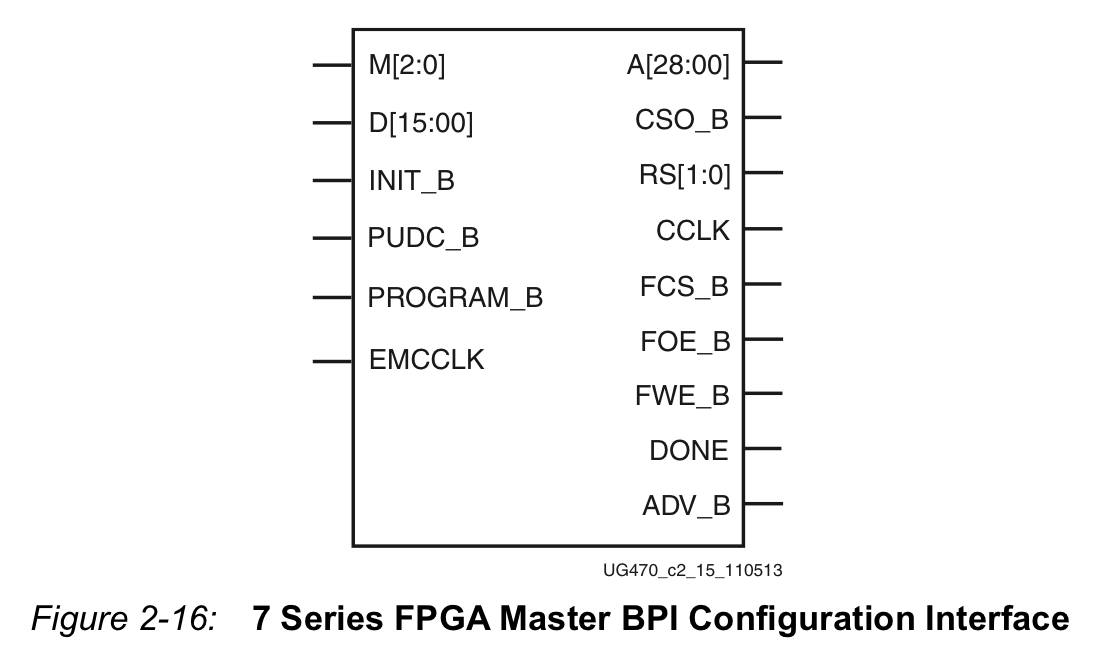 M[2:0]
D[15:00]
INIT_B
PUDC_B
PROGRAM_B
EMCCLK
A[28:00]
CSO_B
RS[1:0]
CCLK
FCS_B
FOE_B
FWE_B
DONE
ADV_B
UG470_c2_15_110513
Figure 2-16: 7 Series FPGA Master BPI Configuration Interface